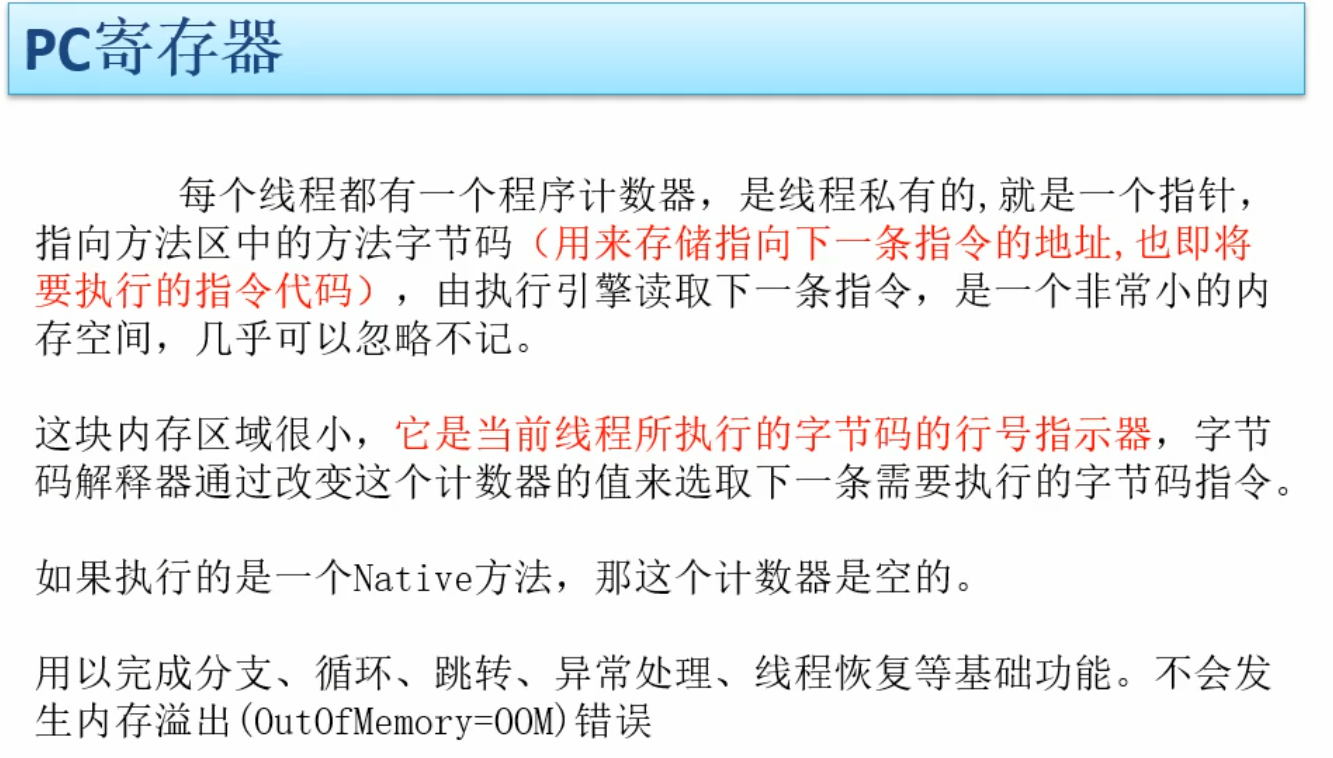 PC寄存器
每个线程都有一个程序计数器，是线程私有的,就是一个指针，
指向方法区中的方法字节码（用来存储指向下一条指令的地址,也即将
要执行的指令代码），由执行引擎读取下一条指令，是一个非常小的内
存空间，几乎可以忽略不记。
这块内存区域很小，它是当前线程所执行的字节码的行号指示器，字节
码解释器通过改变这个计数器的值来选取下一条需要执行的字节码指令。
如果执行的是一个Native方法，那这个计数器是空的。
用以完成分支、循环、跳转、异常处理、线程恢复等基础功能。不会发
生内存溢出(OutOfMemory=OOM)错误